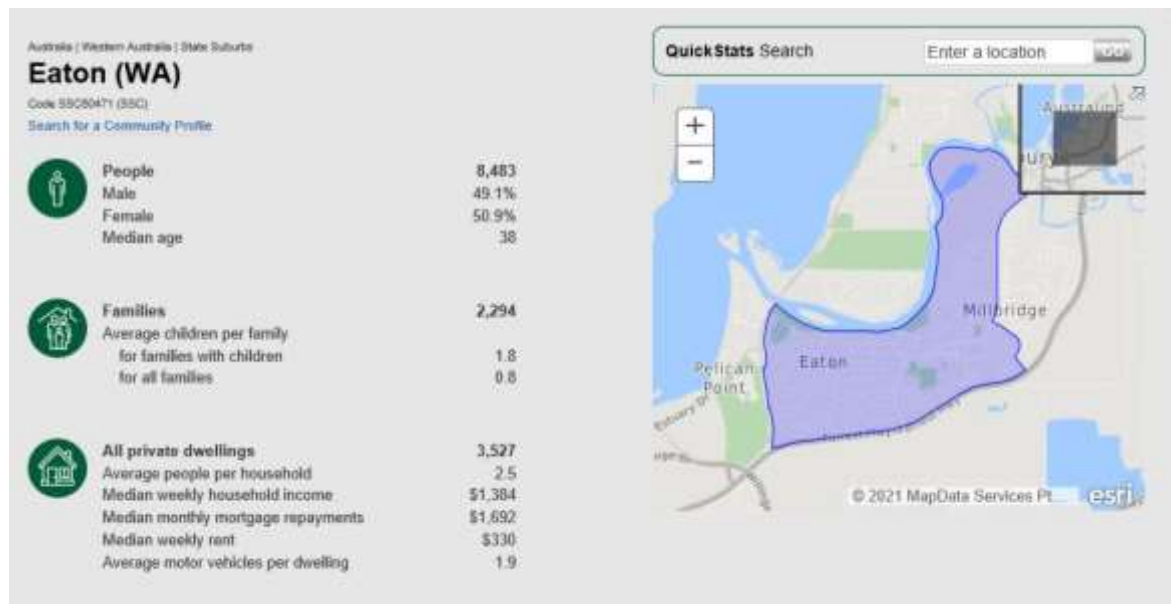 Australia | Western Australia | State Suburbs
Eaton (WA)
Code SSC50471 (SSC)
Search for a Community Profile
People 8,483
Male 49.1%
Female 50.9%
Median age 38
Families 2,294
Average children per family
for families with children 1.8
for all families 0.8
All private dwellings 3,527
Average people per household 2.5
Median weekly household income $1,384
Median monthly mortgage repayments $1,692
Median weekly rent $330
Average motor vehicles per dwelling 1.9
QuickStats Search Enter a location GO
+
−
Australind
Millbridge
Eaton
Pelican
Point
Estuary Dr
© 2021 MapData Services Pt... esri